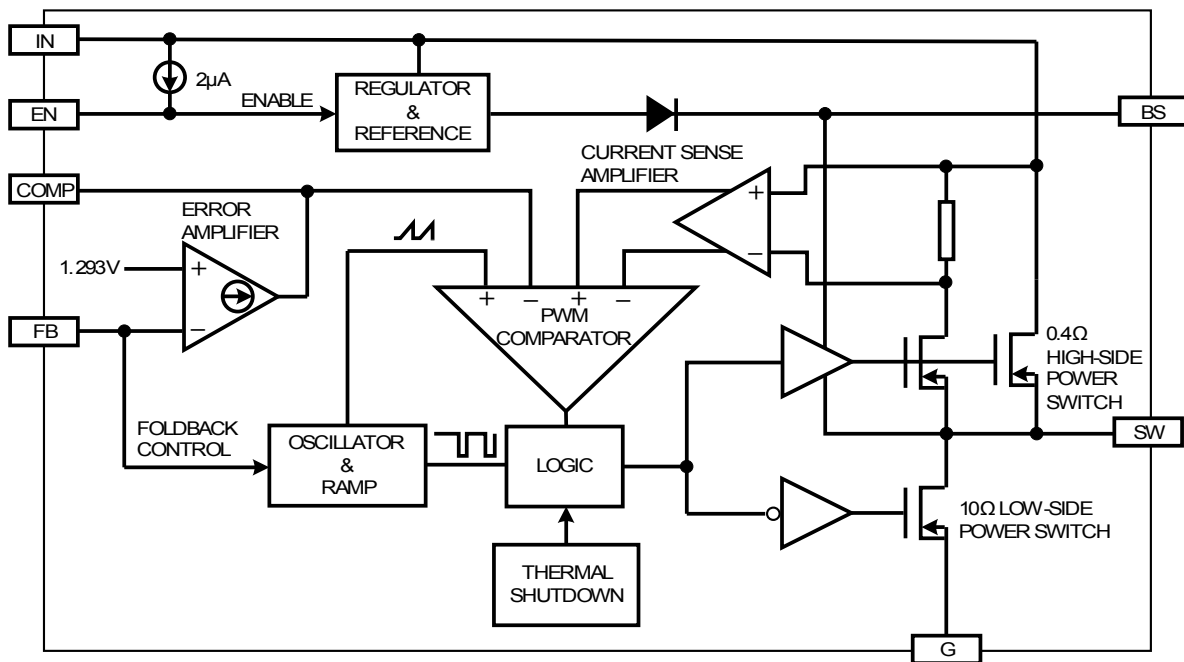 IN
2μA
EN
ENABLE
REGULATOR
&
REFERENCE
BS
COMP
CURRENT SENSE
AMPLIFIER
ERROR
AMPLIFIER
+
−
1.293V
+
−
FB
+ − + −
PWM
COMPARATOR
0.4Ω
HIGH-SIDE
POWER
SWITCH
FOLDBACK
CONTROL
OSCILLATOR
&
RAMP
LOGIC
SW
10Ω LOW-SIDE
POWER SWITCH
THERMAL
SHUTDOWN
G